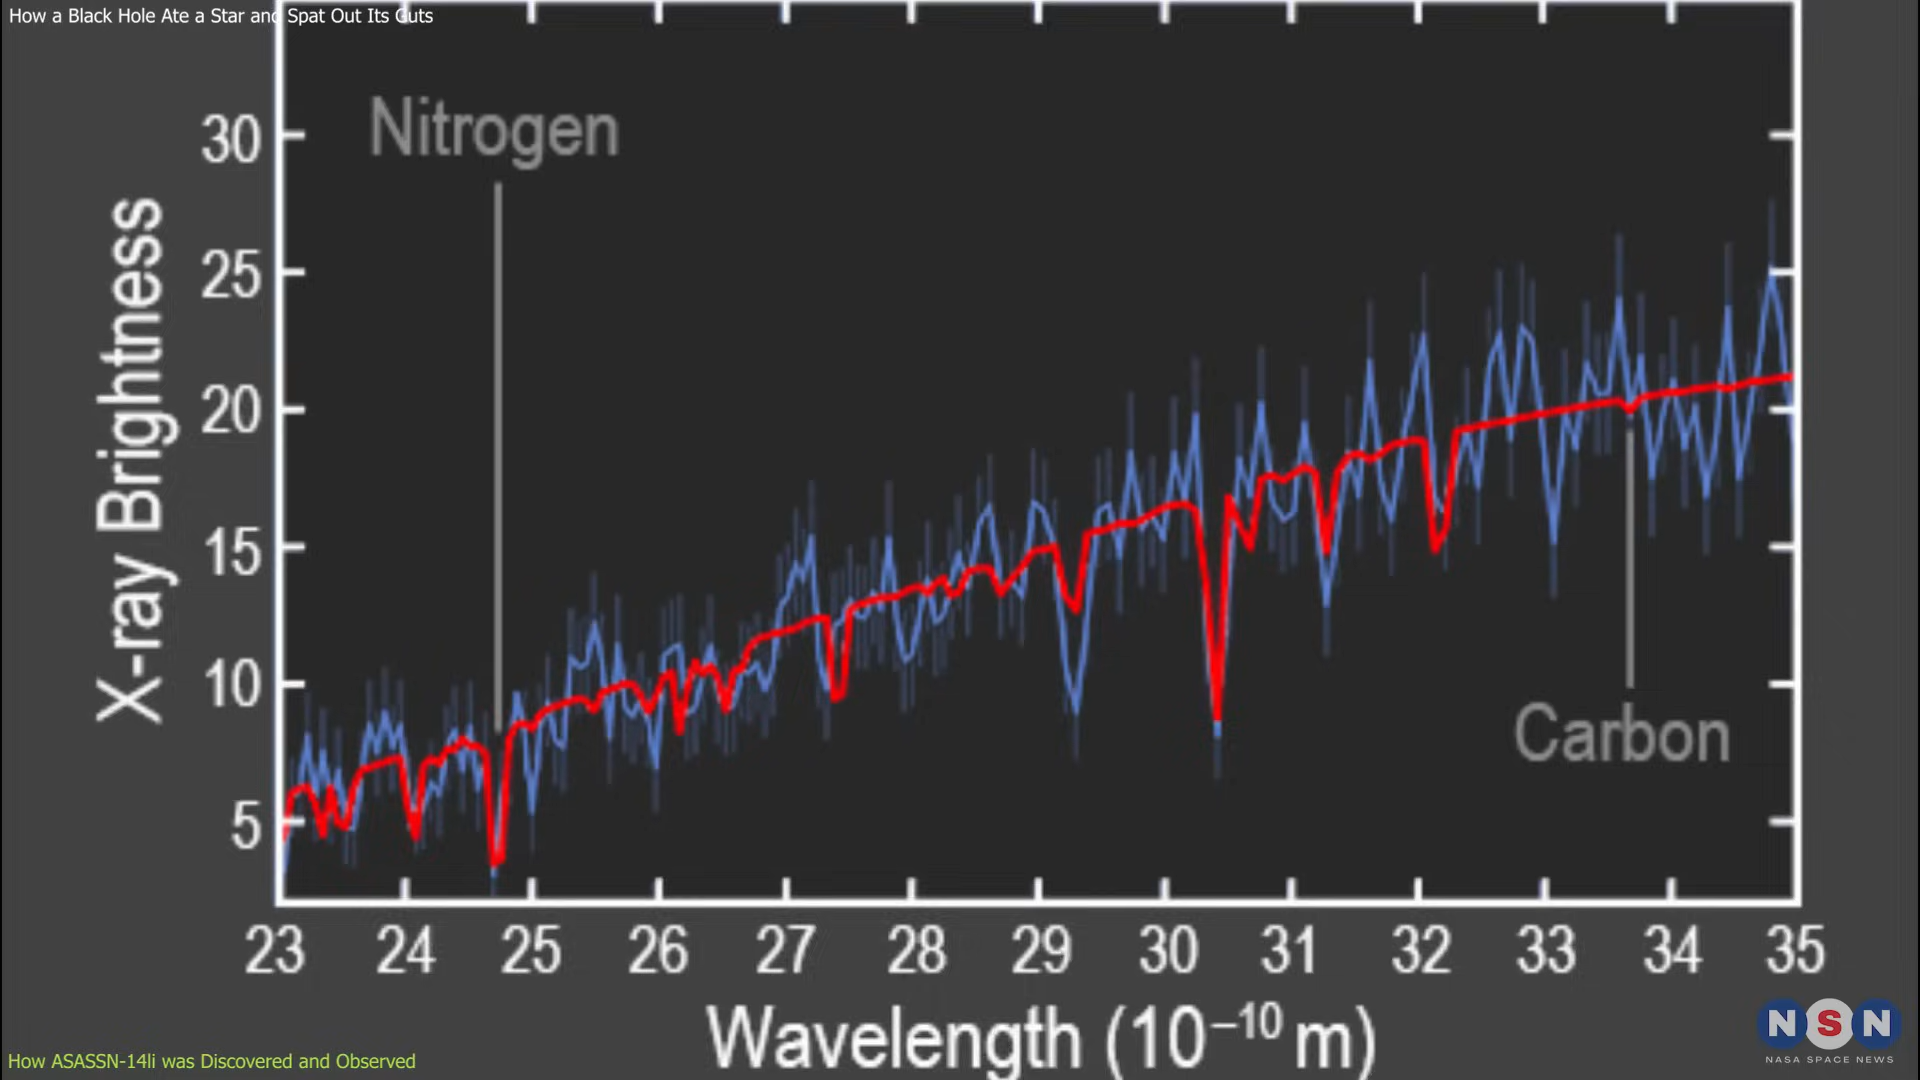 How a Black Hole Ate a Star and Spat Out Its Guts
Nitrogen
30
25
20
15
10
5
X-ray Brightness
Carbon
23 24 25 26 27 28 29 30 31 32 33 34 35
Wavelength (10⁻¹⁰ m)
How ASASSN-14li was Discovered and Observed
NSN
NASA SPACE NEWS